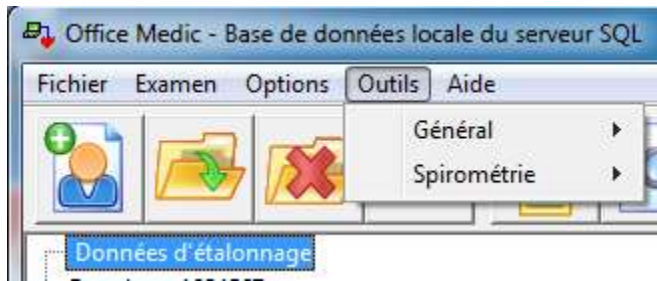 Office Medic - Base de données locale du serveur SQL
Fichier Examen Options Outils Aide
Général
Spirométrie
Données d'étalonnage